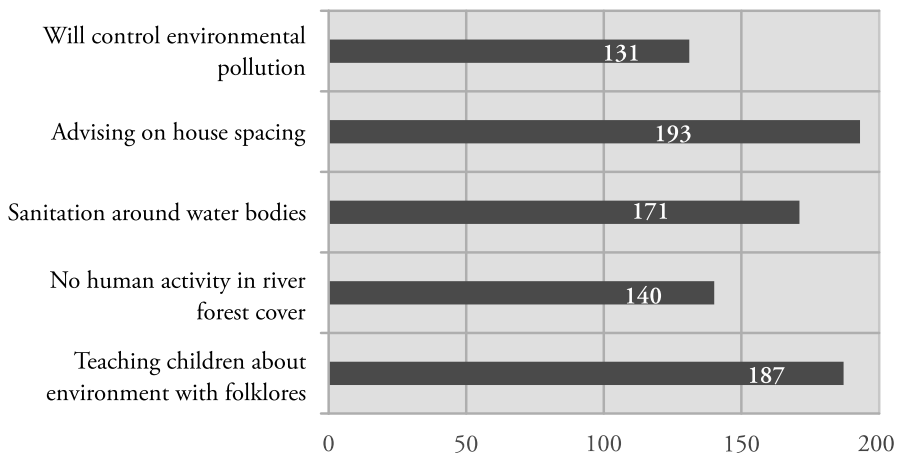 Will control environmental
pollution
131
Advising on house spacing
193
Sanitation around water bodies
171
No human activity in river
forest cover
140
Teaching children about
environment with folklores
187
0 50 100 150 200